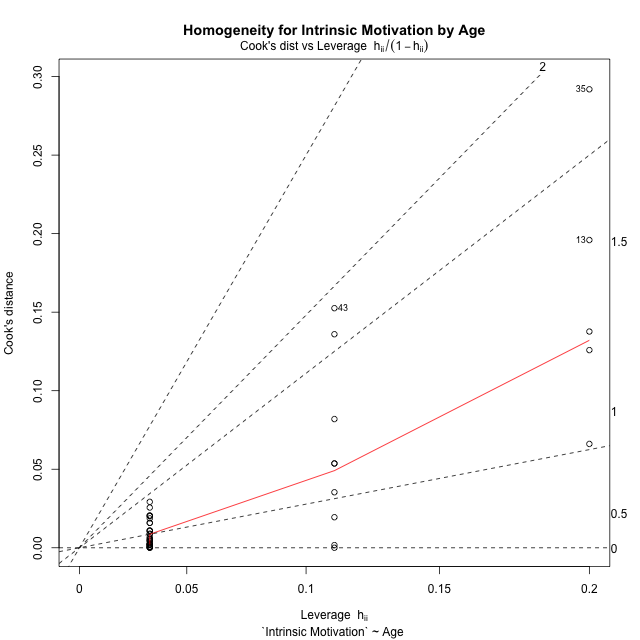 Homogeneity for Intrinsic Motivation by Age
Cook's dist vs Leverage hii/(1 − hii)
2
0.30
35
0.25
0.20
13
1.5
0.15
43
Cook's distance
0.10
1
0.05
0.5
0.00
0
0 0.05 0.1 0.15 0.2
Leverage hii
`Intrinsic Motivation` ~ Age